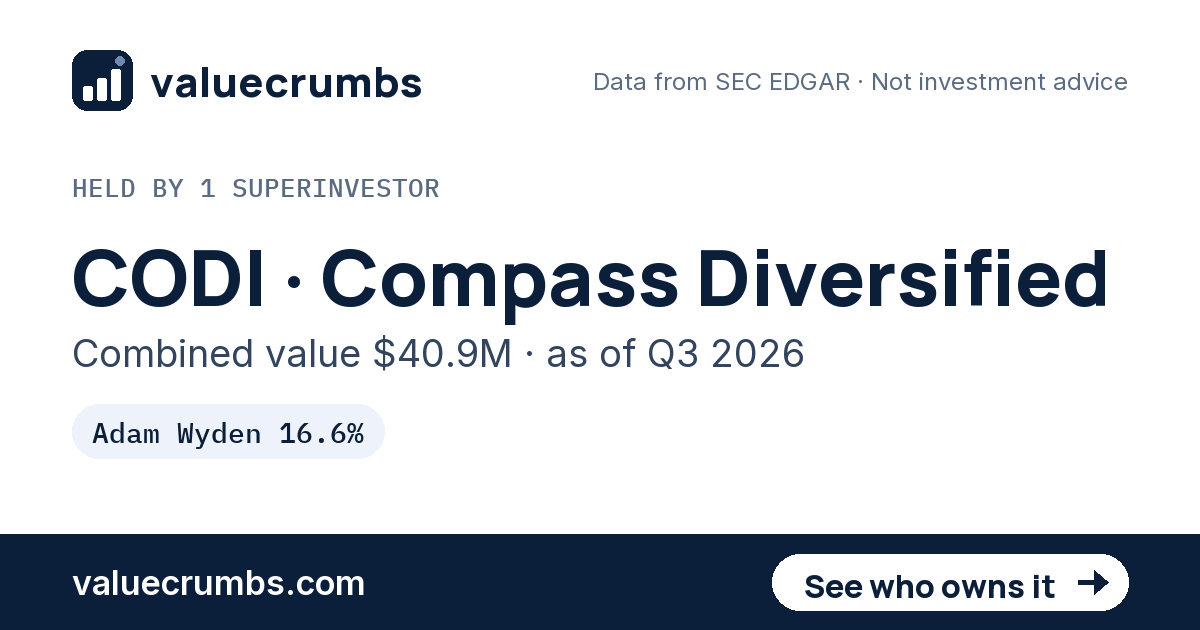 valuecrumbs
Data from SEC EDGAR · Not investment advice
HELD BY 1 SUPERINVESTOR
CODI · Compass Diversified
Combined value $40.9M · as of Q3 2026
Adam Wyden 16.6%
valuecrumbs.com
See who owns it →